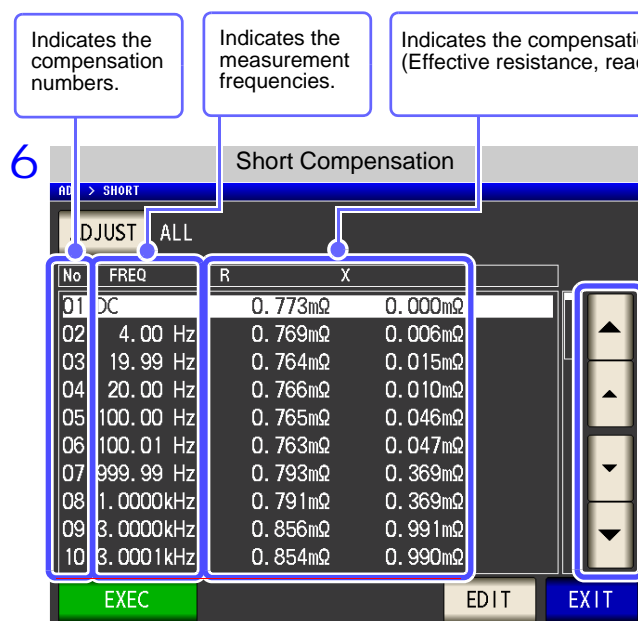 Indicates the
compensation
numbers.
Indicates the
measurement
frequencies.
Indicates the
(Effective resistance,
6
Short Compensation
> SHORT
ADJUST ALL
No FREQ R X
01 DC 0.773mΩ 0.000mΩ
02 4.00 Hz 0.769mΩ 0.006mΩ
03 19.99 Hz 0.764mΩ 0.015mΩ
04 20.00 Hz 0.766mΩ 0.010mΩ
05 100.00 Hz 0.765mΩ 0.046mΩ
06 100.01 Hz 0.763mΩ 0.047mΩ
07 999.99 Hz 0.793mΩ 0.369mΩ
08 1.0000kHz 0.791mΩ 0.369mΩ
09 3.0000kHz 0.856mΩ 0.991mΩ
10 3.0001kHz 0.854mΩ 0.990mΩ
EXEC EDIT EXIT